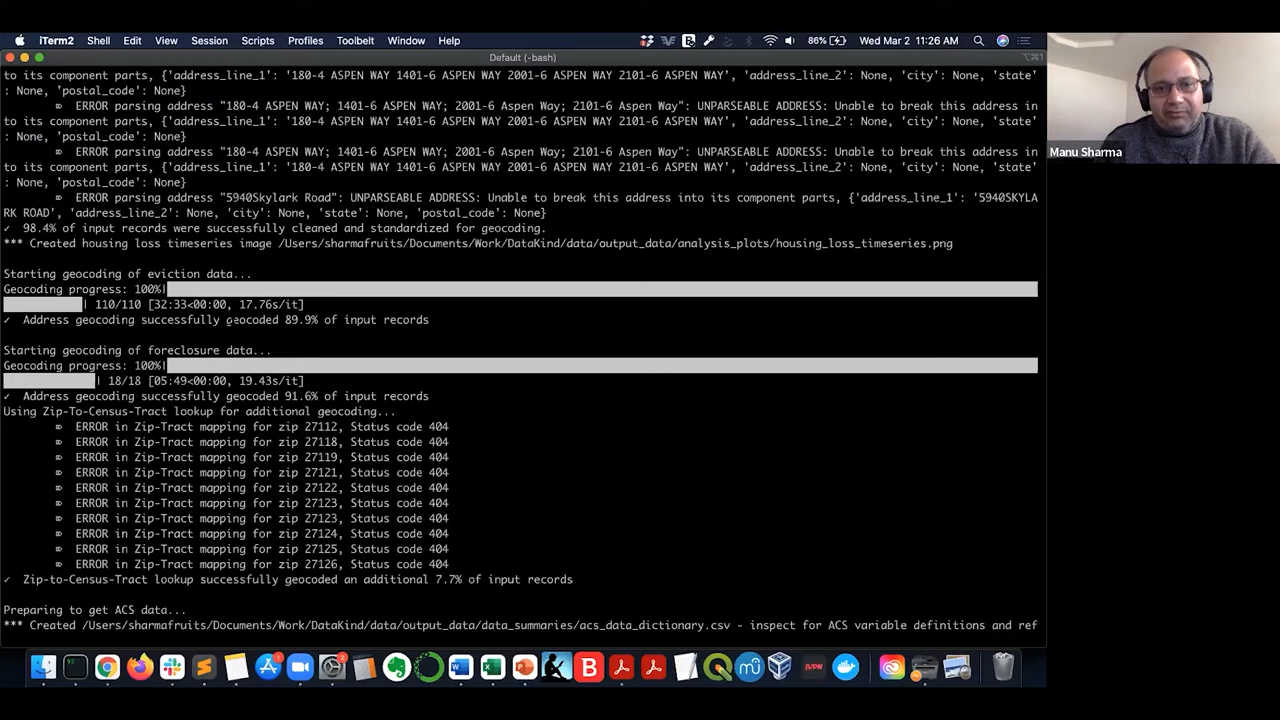 iTerm2 Shell Edit View Session Scripts Profiles Toolbelt Window Help 86% Wed Mar 2 11:26 AM
Default (-bash) ⌥⌘1
to its component parts, {'address_line_1': '180-4 ASPEN WAY 1401-6 ASPEN WAY 2001-6 ASPEN WAY 2101-6 ASPEN WAY', 'address_line_2': None, 'city': None, 'state'
: None, 'postal_code': None}
ERROR parsing address "180-4 ASPEN WAY; 1401-6 ASPEN WAY; 2001-6 Aspen Way; 2101-6 Aspen Way": UNPARSEABLE ADDRESS: Unable to break this address in
to its component parts, {'address_line_1': '180-4 ASPEN WAY 1401-6 ASPEN WAY 2001-6 ASPEN WAY 2101-6 ASPEN WAY', 'address_line_2': None, 'city': None, 'state'
: None, 'postal_code': None}
ERROR parsing address "180-4 ASPEN WAY; 1401-6 ASPEN WAY; 2001-6 Aspen Way; 2101-6 Aspen Way": UNPARSEABLE ADDRESS: Unable to break this address in
to its component parts, {'address_line_1': '180-4 ASPEN WAY 1401-6 ASPEN WAY 2001-6 ASPEN WAY 2101-6 ASPEN WAY', 'address_line_2': None, 'city': None, 'state'
: None, 'postal_code': None}
ERROR parsing address "5940Skylark Road": UNPARSEABLE ADDRESS: Unable to break this address into its component parts, {'address_line_1': '5940SKYLA
RK ROAD', 'address_line_2': None, 'city': None, 'state': None, 'postal_code': None}
✓ 98.4% of input records were successfully cleaned and standardized for geocoding.
*** Created housing loss timeseries image /Users/sharmafruits/Documents/Work/DataKind/data/output_data/analysis_plots/housing_loss_timeseries.png
Starting geocoding of eviction data...
Geocoding progress: 100%|
| 110/110 [32:33<00:00, 17.76s/it]
✓ Address geocoding successfully geocoded 89.9% of input records
Starting geocoding of foreclosure data...
Geocoding progress: 100%|
| 18/18 [05:49<00:00, 19.43s/it]
✓ Address geocoding successfully geocoded 91.6% of input records
Using Zip-To-Census-Tract lookup for additional geocoding...
ERROR in Zip-Tract mapping for zip 27112, Status code 404
ERROR in Zip-Tract mapping for zip 27118, Status code 404
ERROR in Zip-Tract mapping for zip 27119, Status code 404
ERROR in Zip-Tract mapping for zip 27121, Status code 404
ERROR in Zip-Tract mapping for zip 27122, Status code 404
ERROR in Zip-Tract mapping for zip 27123, Status code 404
ERROR in Zip-Tract mapping for zip 27123, Status code 404
ERROR in Zip-Tract mapping for zip 27124, Status code 404
ERROR in Zip-Tract mapping for zip 27125, Status code 404
ERROR in Zip-Tract mapping for zip 27126, Status code 404
✓ Zip-to-Census-Tract lookup successfully geocoded an additional 7.7% of input records
Preparing to get ACS data...
*** Created /Users/sharmafruits/Documents/Work/DataKind/data/output_data/data_summaries/acs_data_dictionary.csv - inspect for ACS variable definitions and ref
Manu Sharma